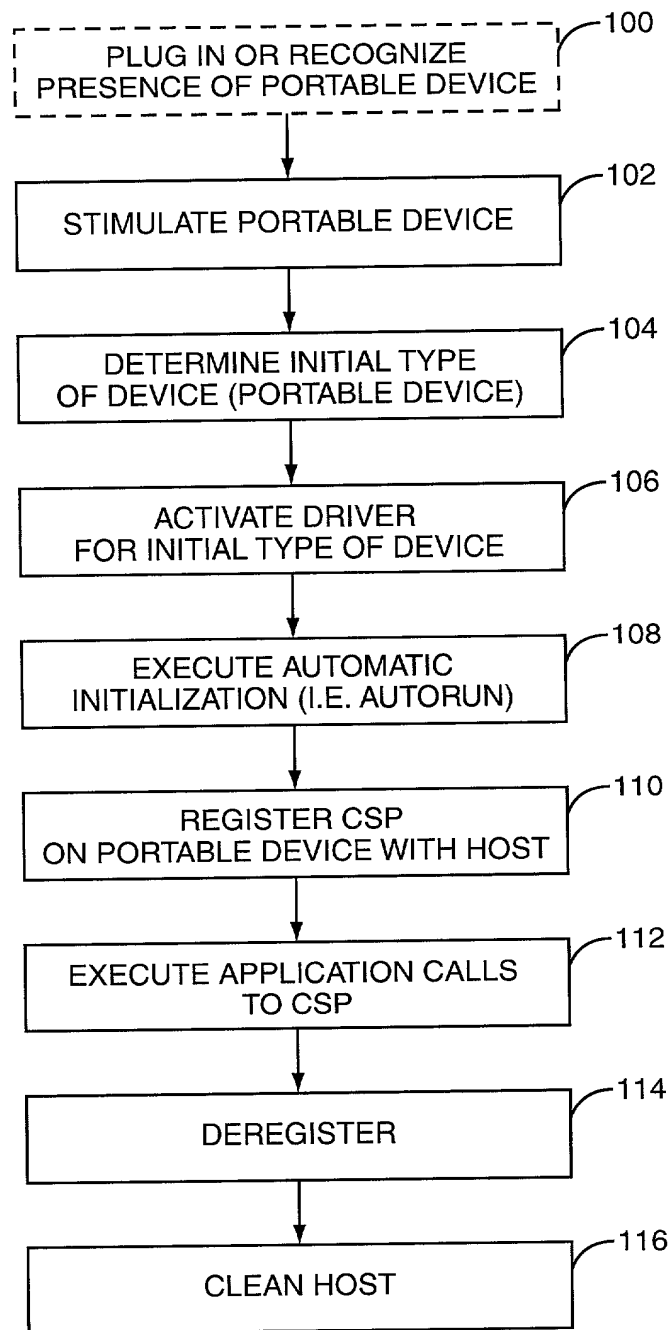 100
PLUG IN OR RECOGNIZE
PRESENCE OF PORTABLE DEVICE
102
STIMULATE PORTABLE DEVICE
104
DETERMINE INITIAL TYPE
OF DEVICE (PORTABLE DEVICE)
106
ACTIVATE DRIVER
FOR INITIAL TYPE OF DEVICE
108
EXECUTE AUTOMATIC
INITIALIZATION (I.E. AUTORUN)
110
REGISTER CSP
ON PORTABLE DEVICE WITH HOST
112
EXECUTE APPLICATION CALLS
TO CSP
114
DEREGISTER
116
CLEAN HOST